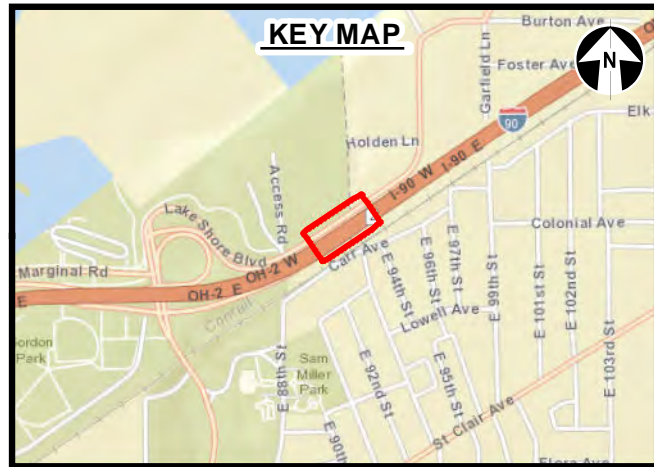 KEY MAP
N
Burton Ave
Garfield Ln
Foster Ave
Elk
90
Holden Ln
I-90 W
I-90 E
Access Rd
Lake Shore Blvd
Colonial Ave
Marginal Rd
OH-2 W
OH-2 E
E
Carr Ave
Conrail
E 94th St
E 96th St
E 97th St
E 99th St
E 101st St
E 102nd St
E 103rd St
Lowell Ave
Gordon
Park
E 88th St
Sam
Miller
Park
E 92nd St
E 95th St
St Clair Ave
E 90th